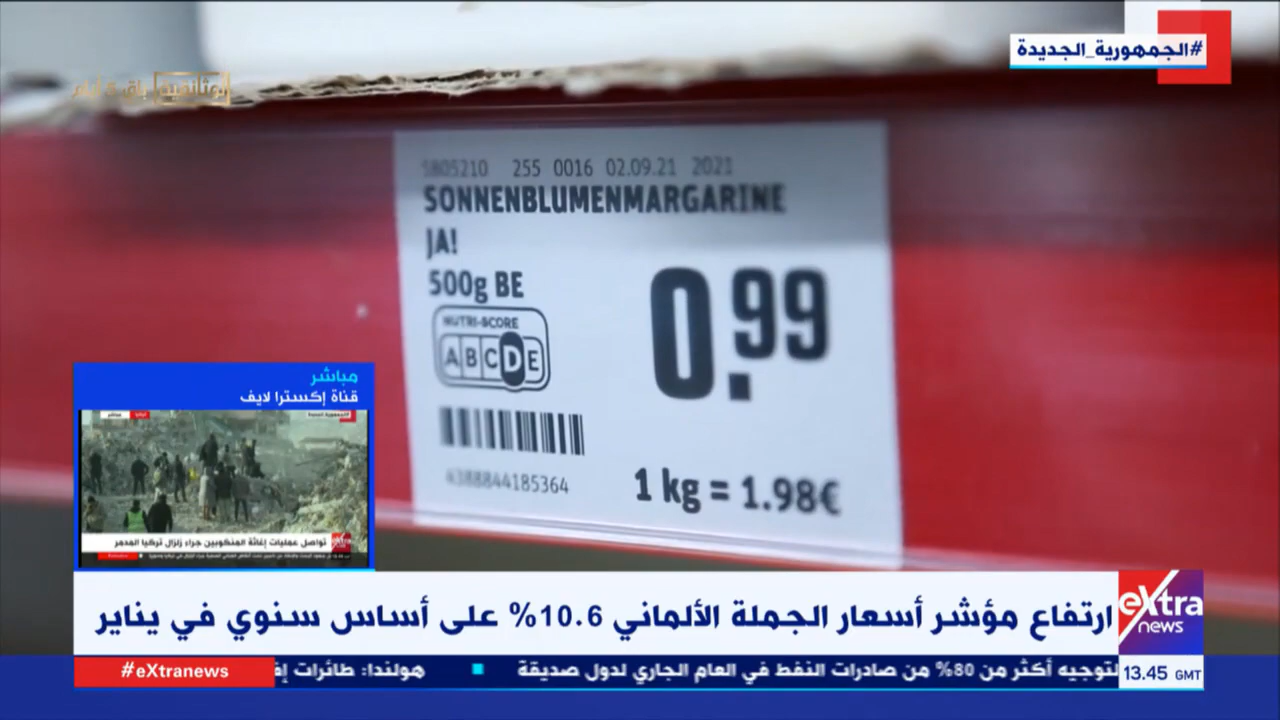 #الجمهورية_الجديدة
5805210 255 0016 02.09.21 2021
SONNENBLUMENMARGARINE
JA!
500g BE
NUTRI-SCORE
ABCDE
0.99
4388844185364
1 kg = 1.98€
مباشر
قناة إكسترا لايف
تواصل عمليات إغاثة المنكوبين جراء زلزال تركيا المدمر
ارتفاع مؤشر أسعار الجملة الألماني 10.6% على أساس سنوي في يناير
eXtra
news
#eXtranews
لتوجيه أكثر من 80% من صادرات النفط في العام الجاري لدول صديقة
هولندا: طائرات
13.45 GMT